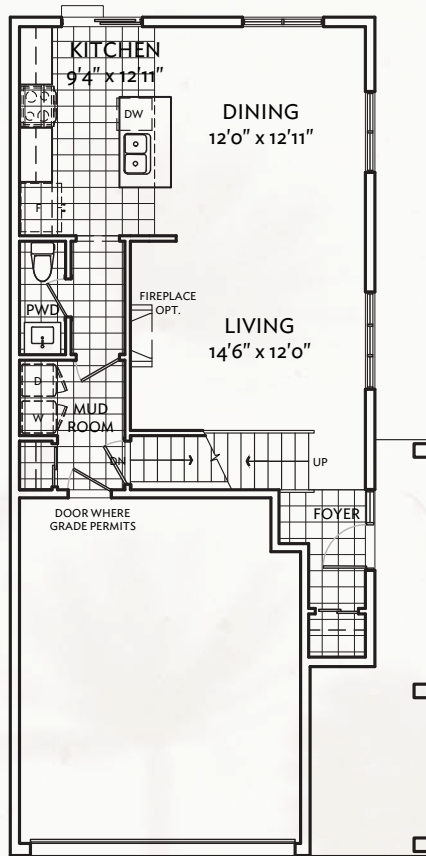 KITCHEN
9'4" x 12'11"
DW
DINING
12'0" x 12'11"
F
PWD
FIREPLACE
OPT.
LIVING
14'6" x 12'0"
D
W
MUD
ROOM
DN
UP
DOOR WHERE
GRADE PERMITS
FOYER